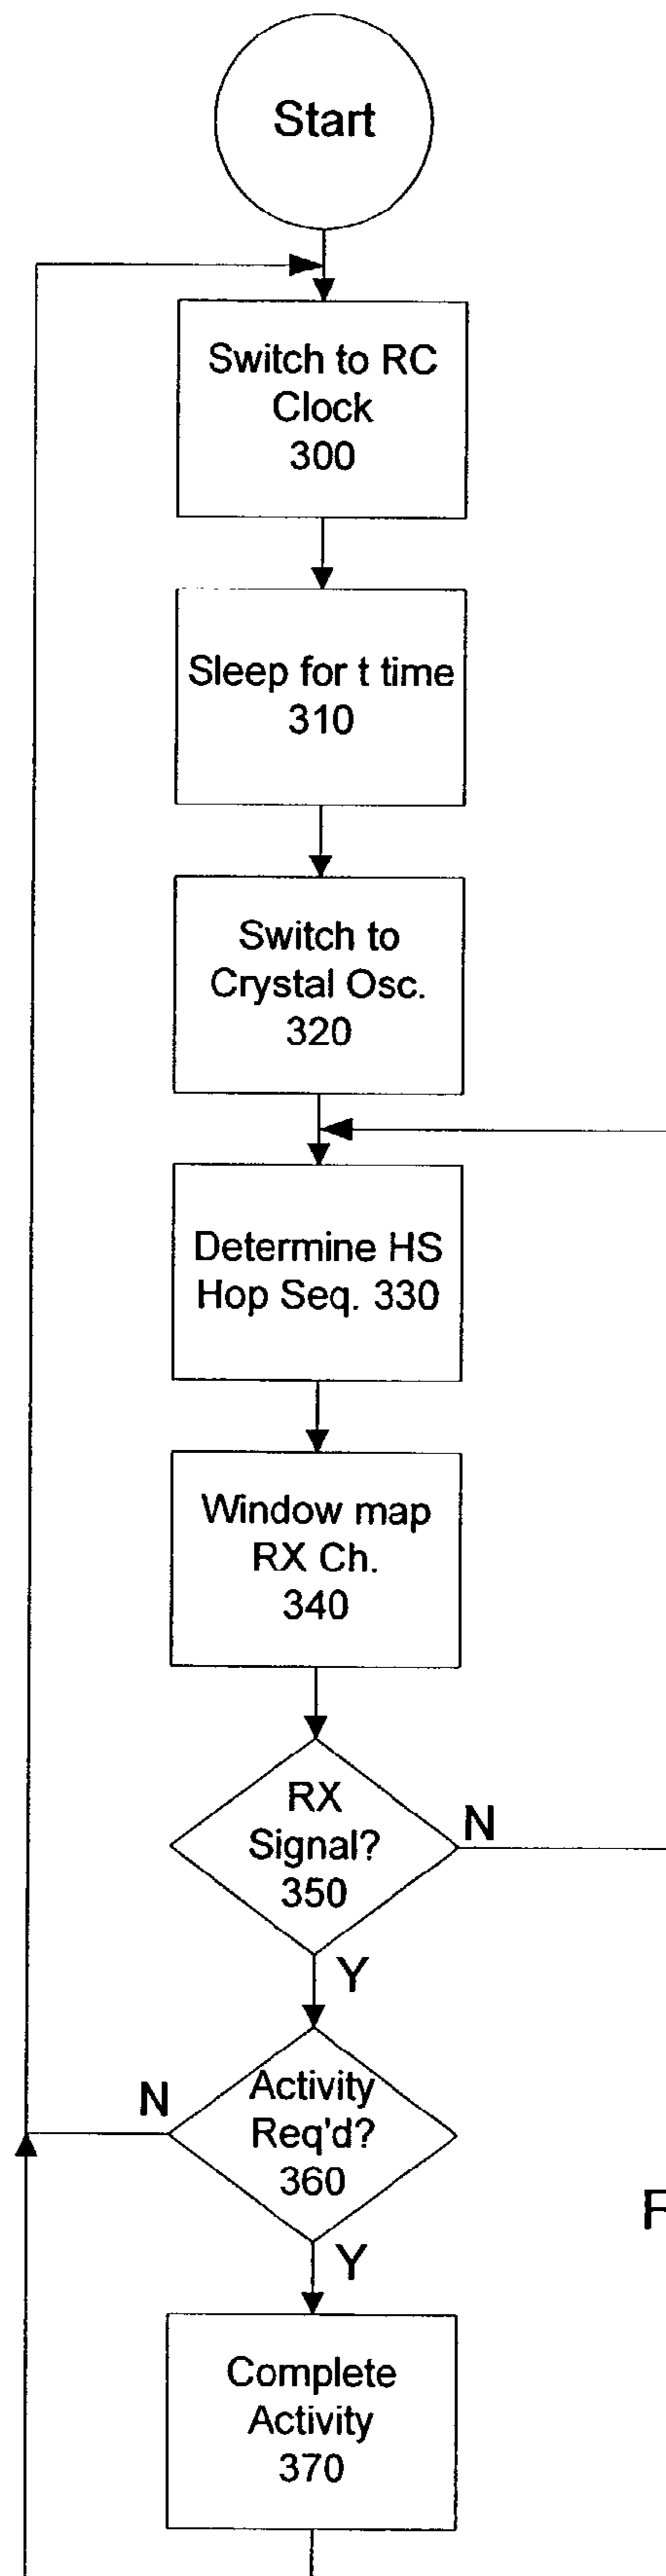 Start
Switch to RC
Clock
300
Sleep for t time
310
Switch to
Crystal Osc.
320
Determine HS
Hop Seq. 330
Window map
RX Ch.
340
RX
Signal?
350
N
Y
Activity
Req'd?
360
N
Y
F
Complete
Activity
370